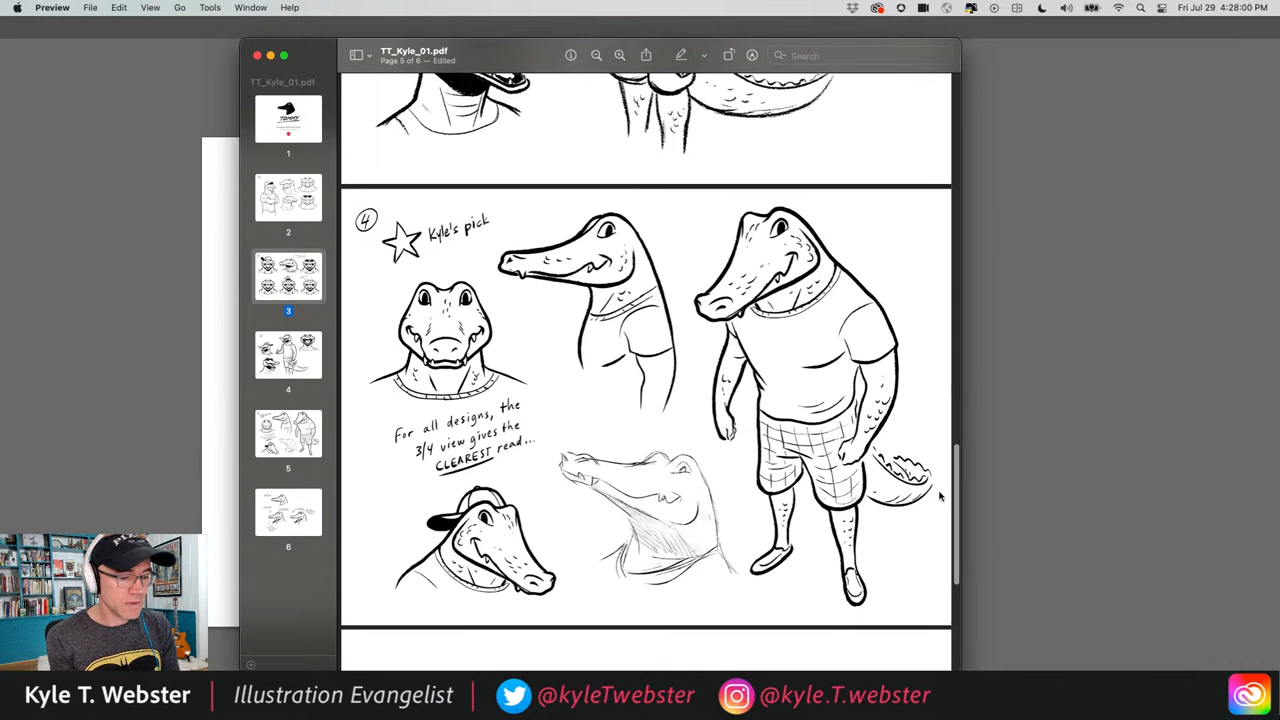 Preview File Edit View Go Tools Window Help
Fri Jul 29 4:28:00 PM
TT_Kyle_01.pdf
Page 5 of 6 — Edited
Search
TT_Kyle_01.pdf
1
2
3
4
5
6
4
Kyle's pick
For all designs, the
3/4 view gives the
CLEAREST read...
Kyle T. Webster | Illustration Evangelist @kyleTwebster @kyle.T.webster